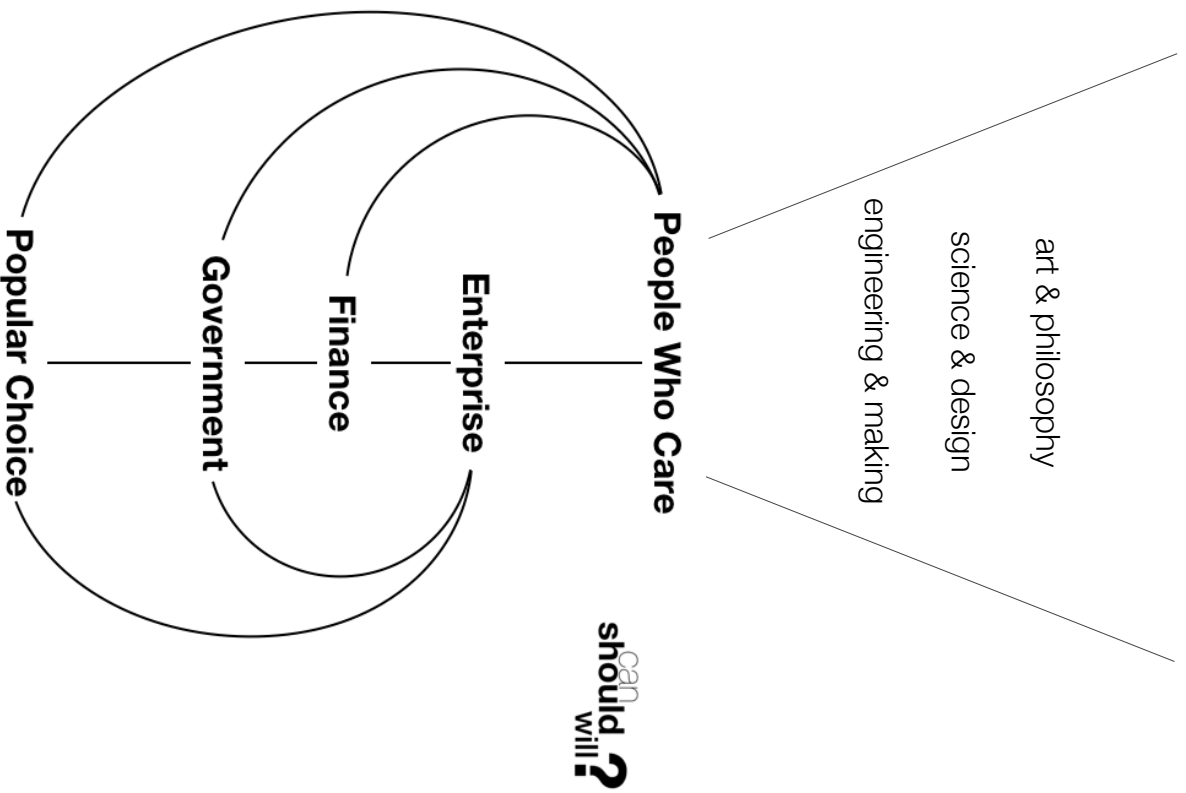 art & philosophy
science & design
engineering & making
People Who Care
Enterprise
Finance
Government
Popular Choice
can
should
will?